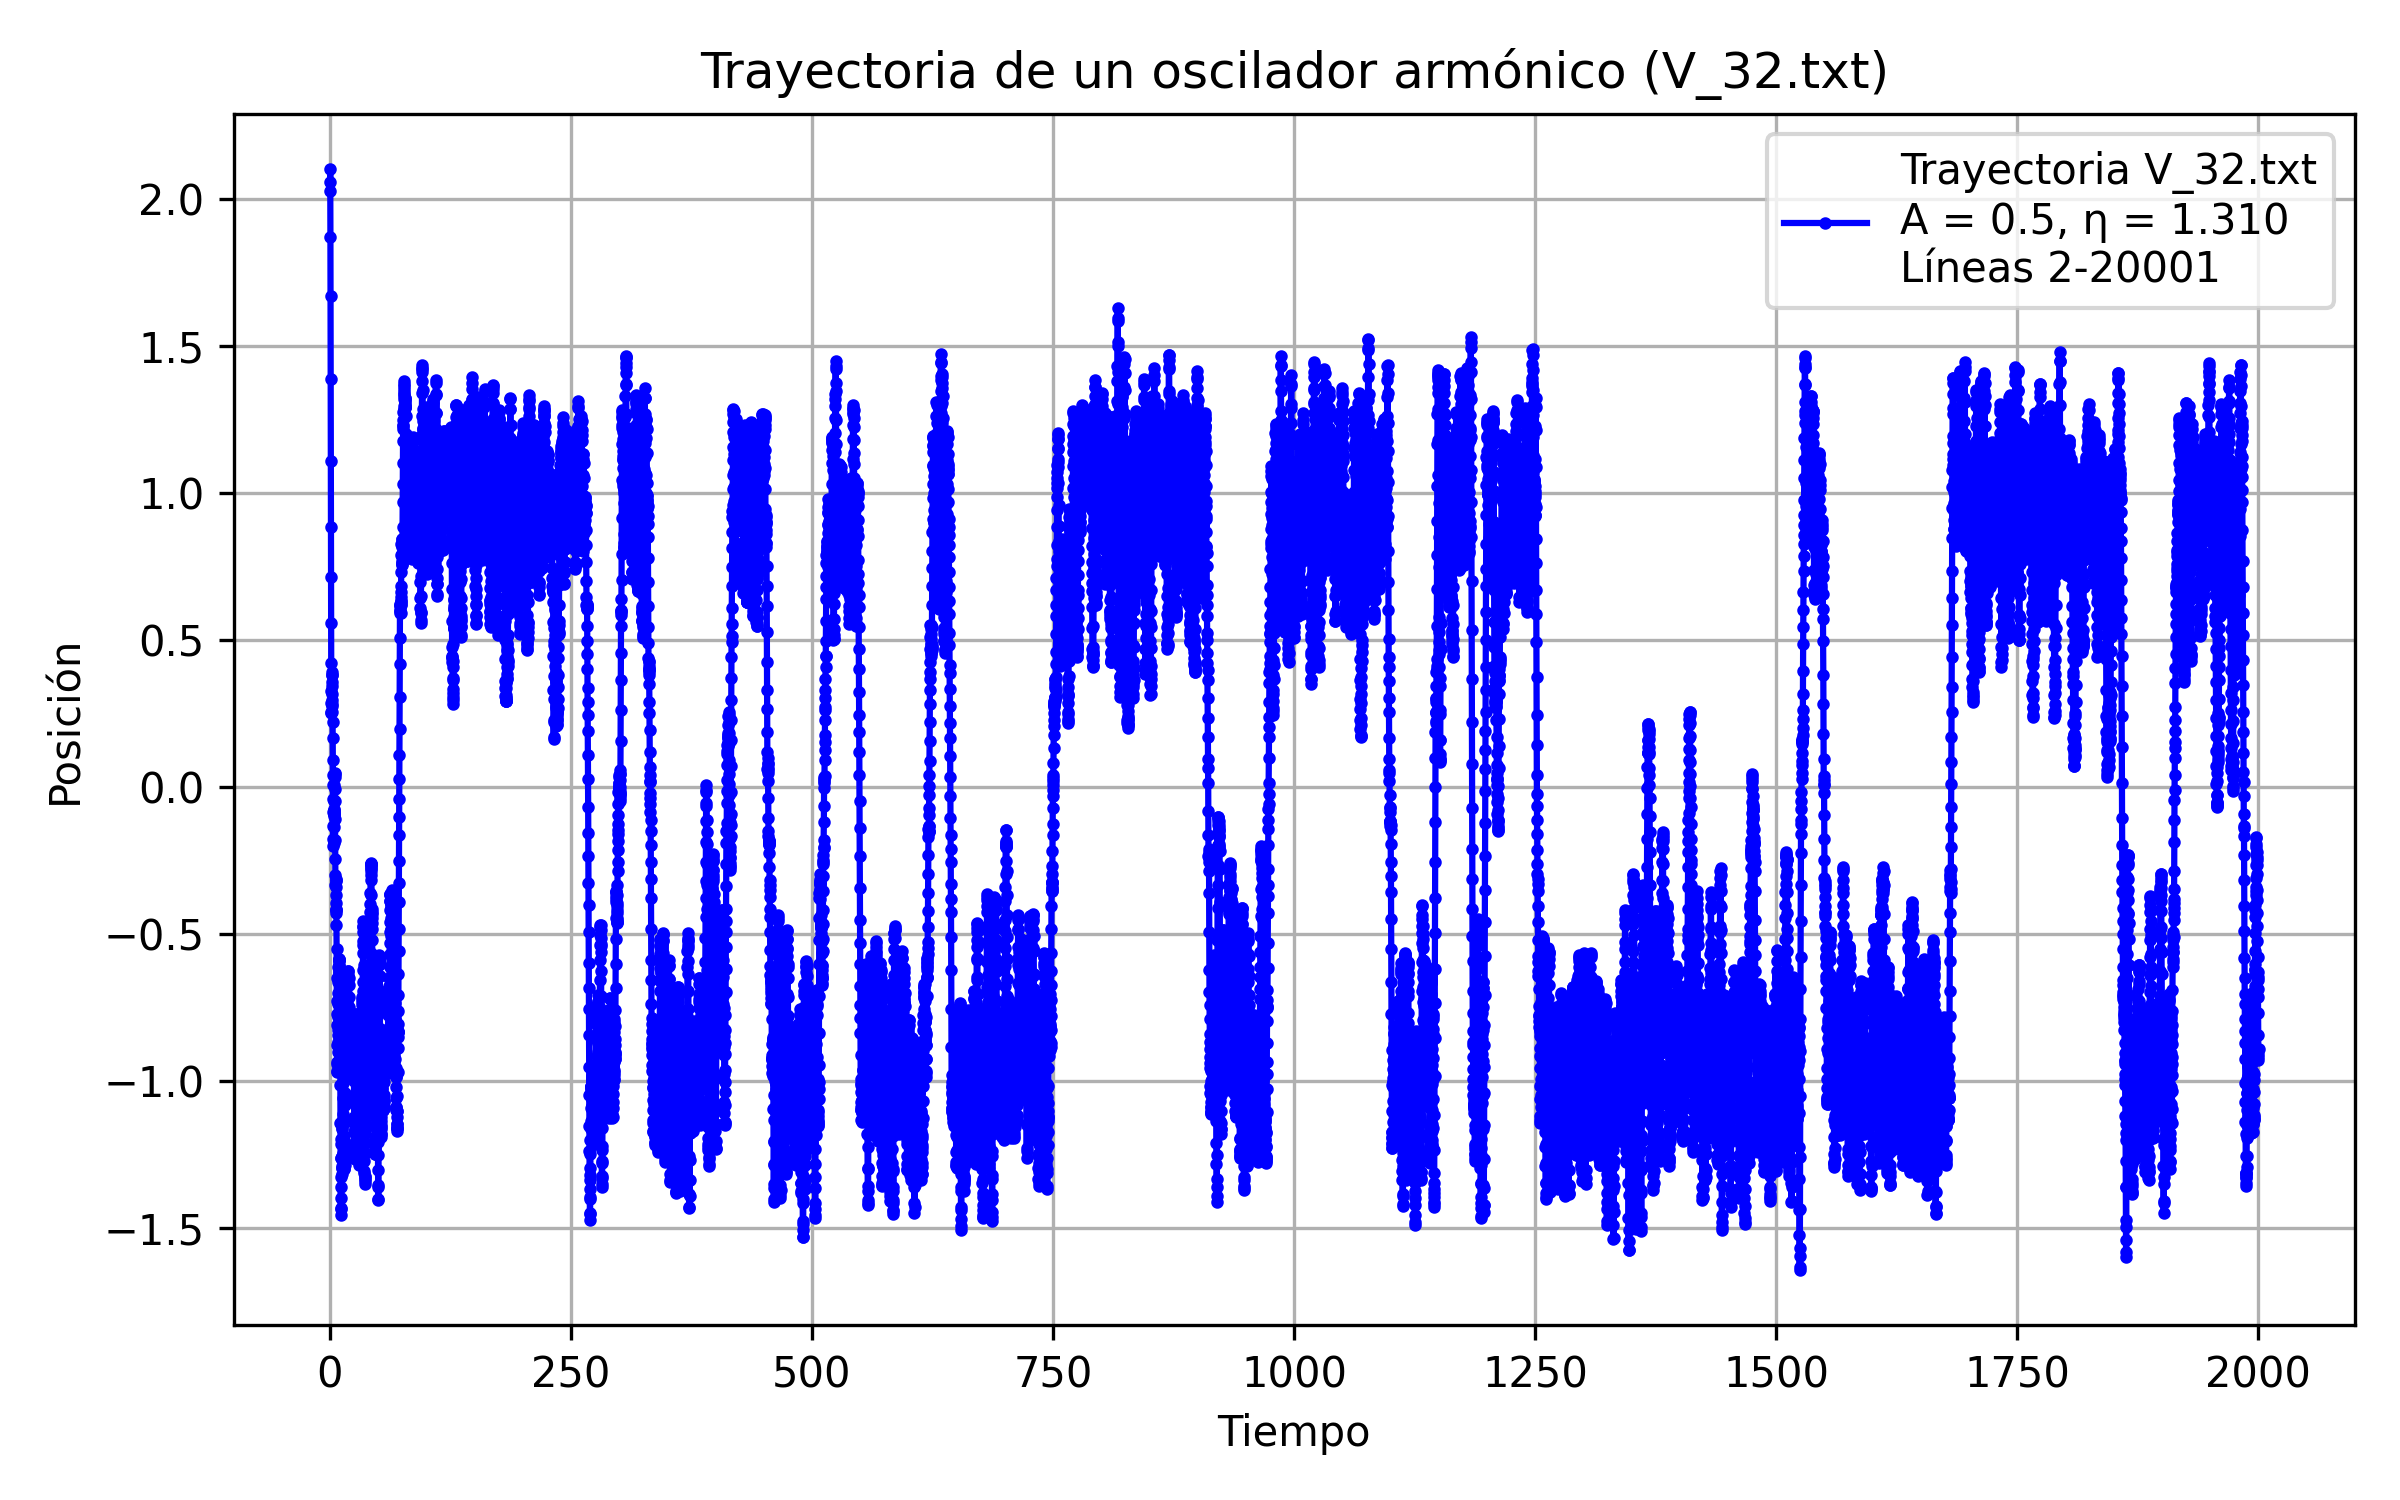 Trayectoria de un oscilador armónico (V_32.txt)
Trayectoria V_32.txt
A = 0.5, η = 1.310
Líneas 2-20001
Posición
2.0
1.5
1.0
0.5
0.0
−0.5
−1.0
−1.5
0 250 500 750 1000 1250 1500 1750 2000
Tiempo